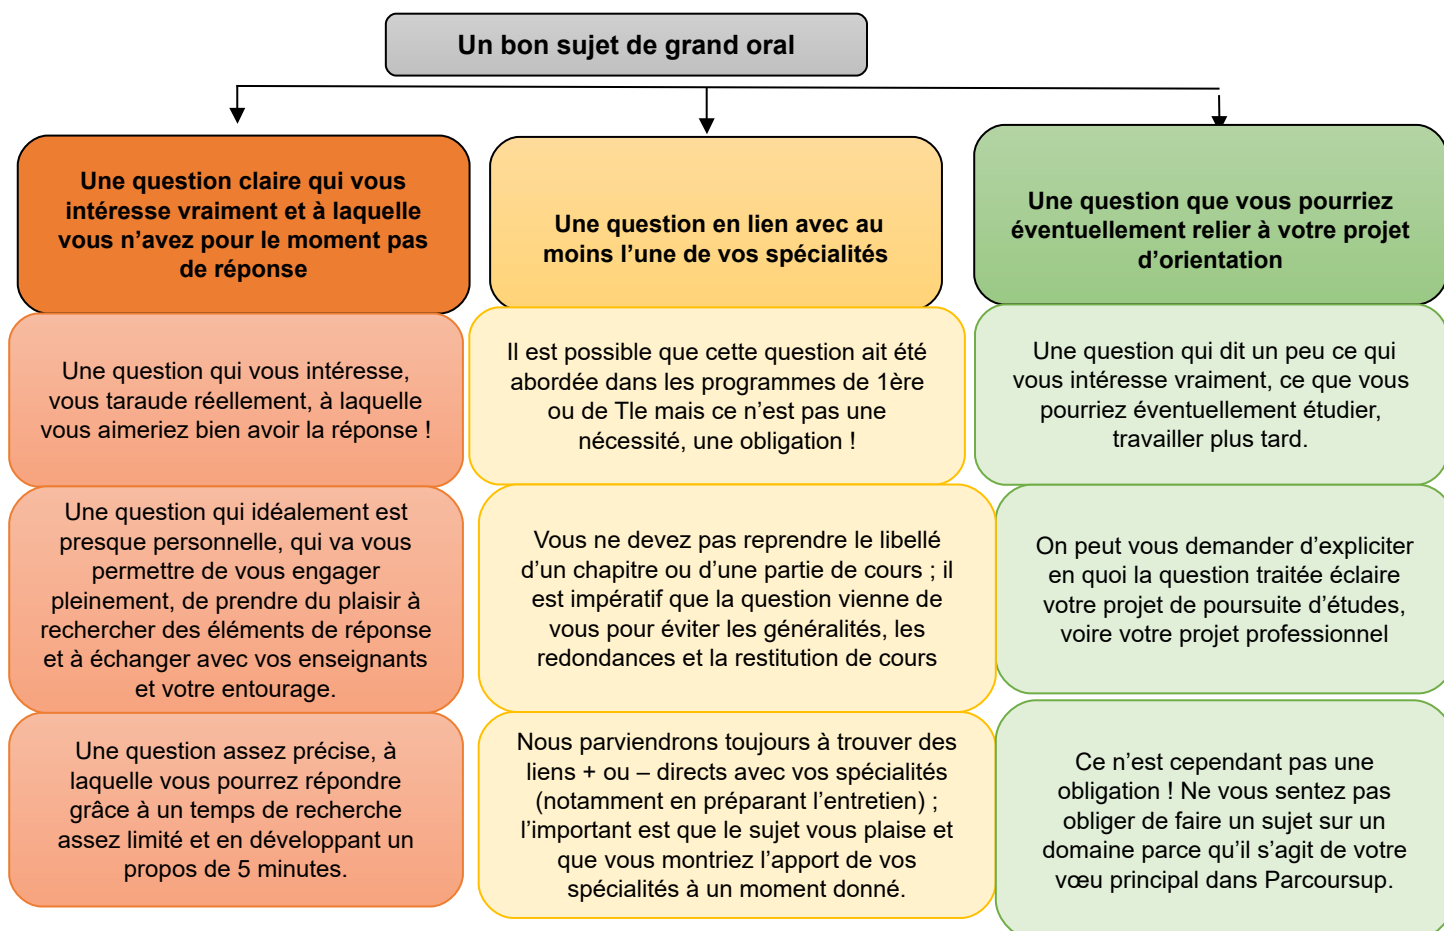 Un bon sujet de grand oral
Une question claire qui vous
intéresse vraiment et à laquelle
vous n’avez pour le moment pas
de réponse
Une question qui vous intéresse,
vous taraude réellement, à laquelle
vous aimeriez bien avoir la réponse !
Une question qui idéalement est
presque personnelle, qui va vous
permettre de vous engager
pleinement, de prendre du plaisir à
rechercher des éléments de réponse
et à échanger avec vos enseignants
et votre entourage.
Une question assez précise, à
laquelle vous pourrez répondre
grâce à un temps de recherche
assez limité et en développant un
propos de 5 minutes.
Une question en lien avec au
moins l’une de vos spécialités
Il est possible que cette question ait été
abordée dans les programmes de 1ère
ou de Tle mais ce n’est pas une
nécessité, une obligation !
Vous ne devez pas reprendre le libellé
d’un chapitre ou d’une partie de cours ; il
est impératif que la question vienne de
vous pour éviter les généralités, les
redondances et la restitution de cours
Nous parviendrons toujours à trouver des
liens + ou – directs avec vos spécialités
(notamment en préparant l’entretien) ;
l’important est que le sujet vous plaise et
que vous montriez l’apport de vos
spécialités à un moment donné.
Une question que vous pourriez
éventuellement relier à votre projet
d’orientation
Une question qui dit un peu ce qui
vous intéresse vraiment, ce que vous
pourriez éventuellement étudier,
travailler plus tard.
On peut vous demander d’expliciter
en quoi la question traitée éclaire
votre projet de poursuite d’études,
voire votre projet professionnel
Ce n’est cependant pas une
obligation ! Ne vous sentez pas
obliger de faire un sujet sur un
domaine parce qu’il s’agit de votre
vœu principal dans Parcoursup.